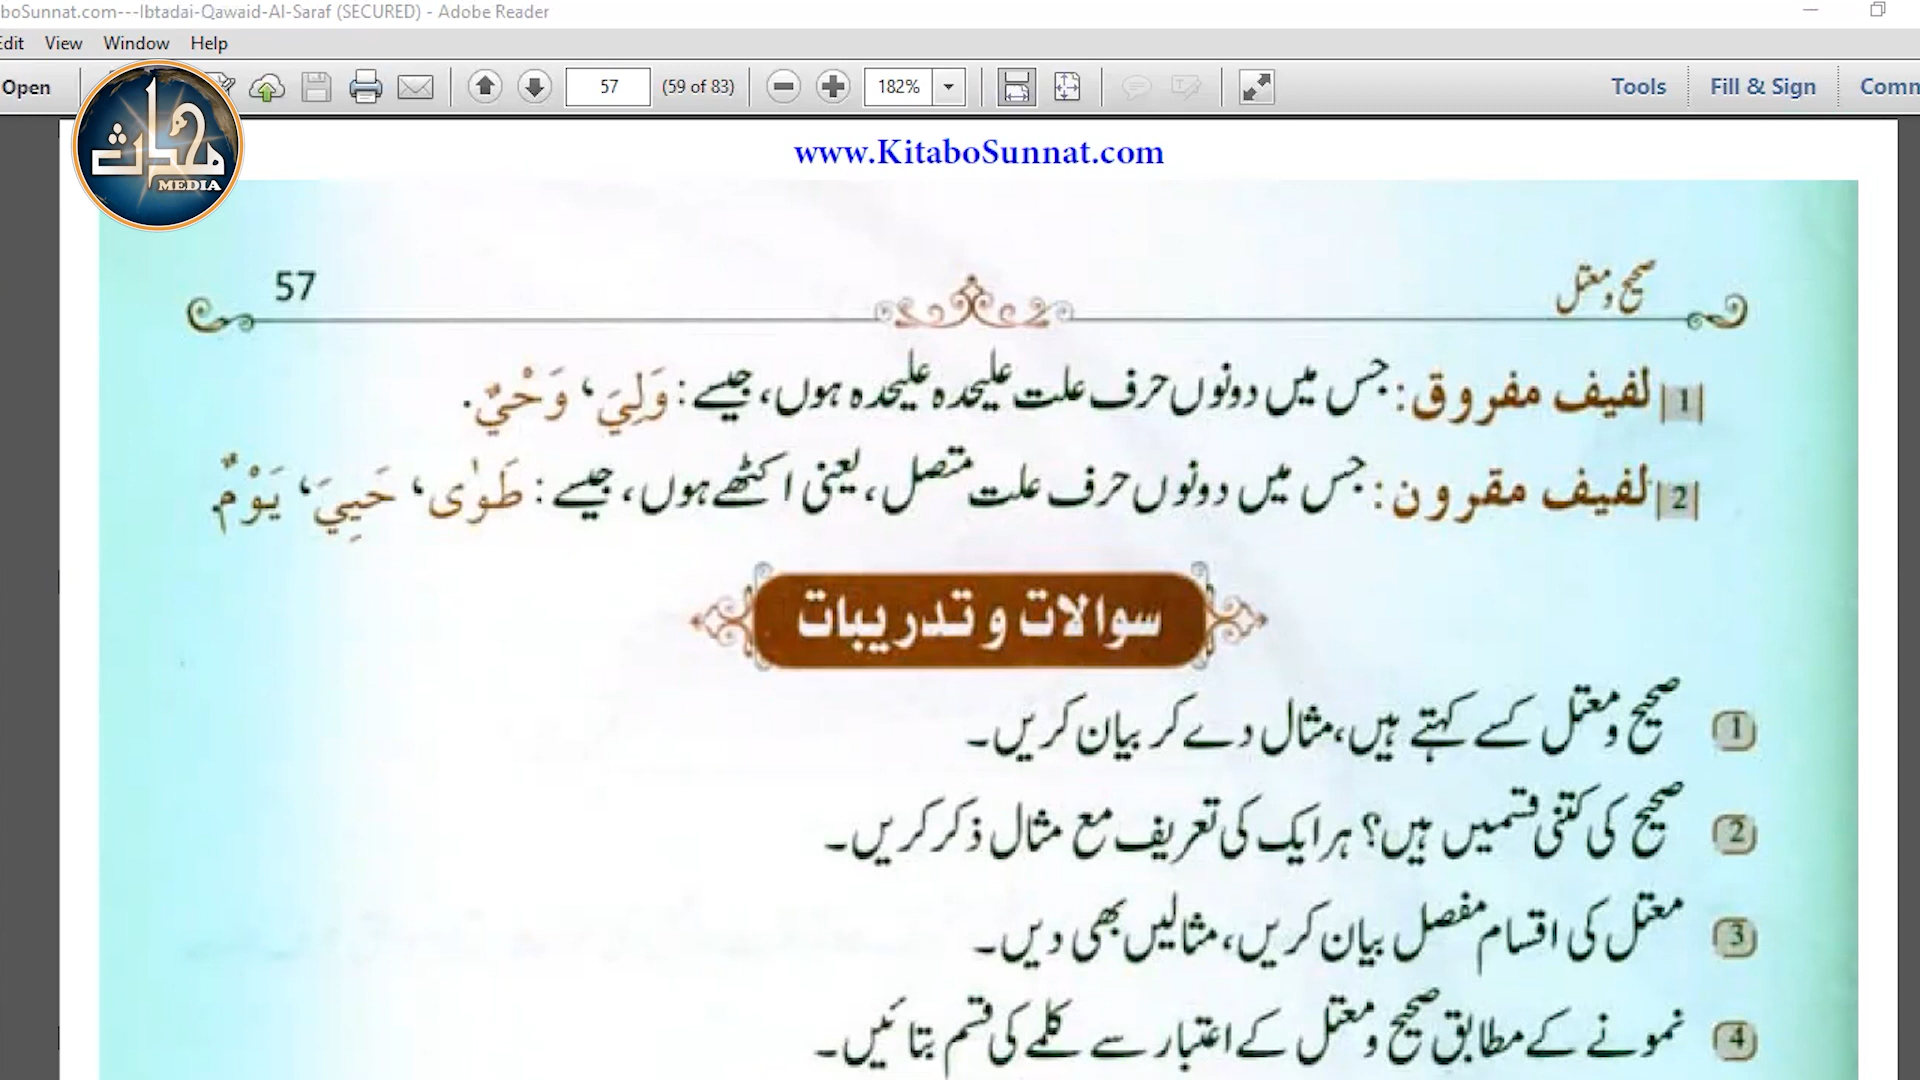 boSunnat.com---Ibtadai-Qawaid-Al-Saraf (SECURED) - Adobe Reader
Edit View Window Help
Open 57 (59 of 83) 182% Tools Fill & Sign Comm
محدث
MEDIA
www.KitaboSunnat.com
صحیح و معتل 57
1 لفیف مفروق: جس میں دونوں حرف علت علیحدہ علیحدہ ہوں، جیسے: وَلِيَ، وَحْيٌ.
2 لفیف مقرون: جس میں دونوں حرف علت متصل، یعنی اکٹھے ہوں، جیسے: طَوٰى، حَيِيَ، يَوْمٌ.
سوالات و تدریبات
1 صحیح و معتل کسے کہتے ہیں، مثال دے کر بیان کریں۔
2 صحیح کی کتنی قسمیں ہیں؟ ہر ایک کی تعریف مع مثال ذکر کریں۔
3 معتل کی اقسام مفصل بیان کریں، مثالیں بھی دیں۔
4 نمونے کے مطابق صحیح و معتل کے اعتبار سے کلمے کی قسم بتائیں۔